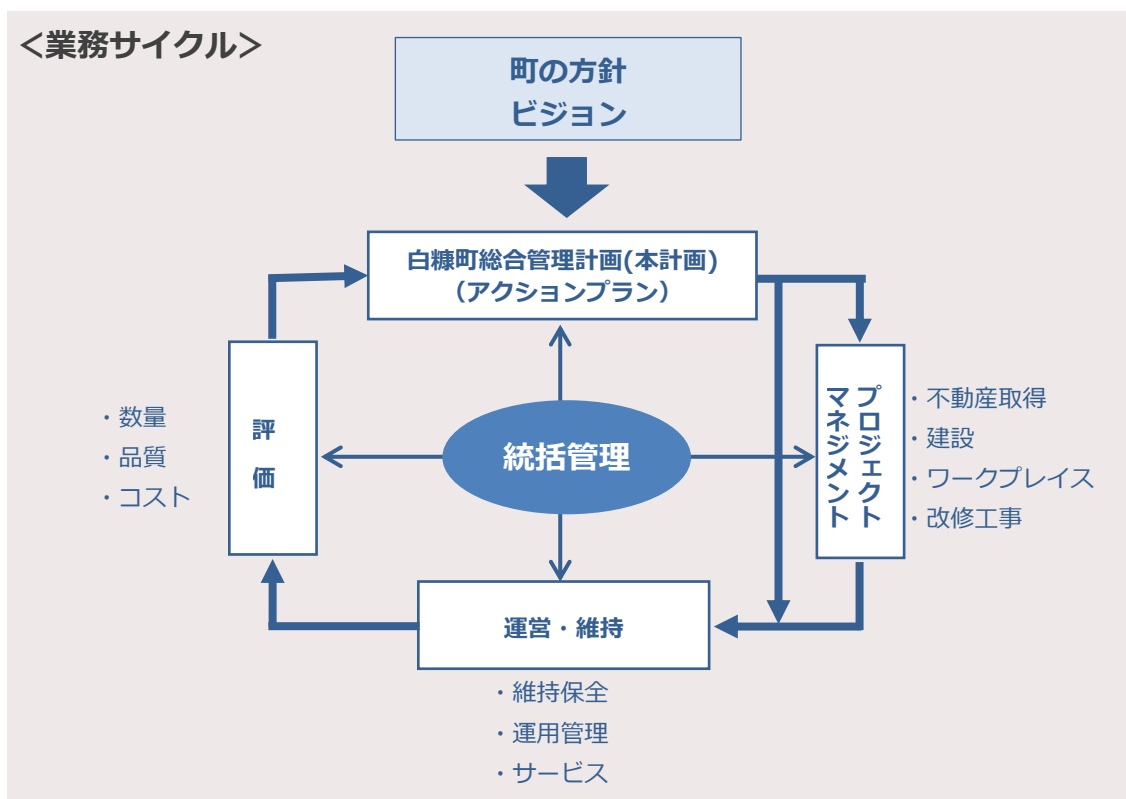 ＜業務サイクル＞
町の方針
ビジョン
白糠町総合管理計画(本計画)
（アクションプラン）
評
価
・数量
・品質
・コスト
統括管理
プロジェクト
マネジメント
・不動産取得
・建設
・ワークプレイス
・改修工事
運営・維持
・維持保全
・運用管理
・サービス